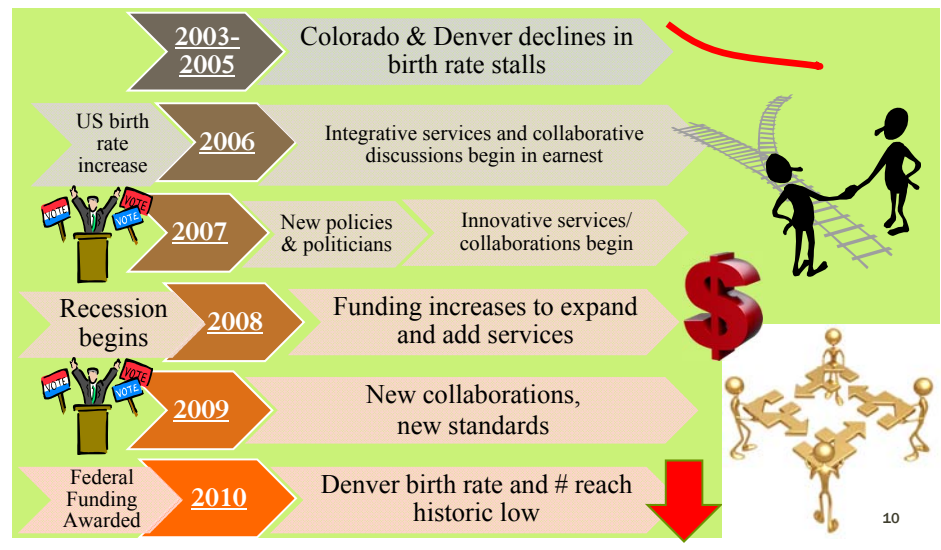 2003-
2005
Colorado & Denver declines in
birth rate stalls
US birth
rate
increase
2006
Integrative services and collaborative
discussions begin in earnest
VOTE
VOTE
VOTE
2007
New policies
& politicians
Innovative services/
collaborations begin
Recession
begins
2008
Funding increases to expand
and add services
$
VOTE
VOTE
VOTE
2009
New collaborations,
new standards
Federal
Funding
Awarded
2010
Denver birth rate and # reach
historic low
10